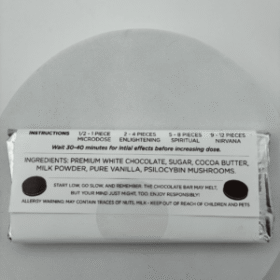 INSTRUCTIONS 1/2 - 1 PIECE 2 - 4 PIECES 5 - 8 PIECES 9 - 12 PIECES
MICRODOSE ENLIGHTENING SPIRITUAL NIRVANA
Wait 30-40 minutes for intial effects before increasing dose.
INGREDIENTS: PREMIUM WHITE CHOCOLATE, SUGAR, COCOA BUTTER,
MILK POWDER, PURE VANILLA, PSILOCYBIN MUSHROOMS.
START LOW, GO SLOW, AND REMEMBER, THE CHOCOLATE BAR MAY MELT,
BUT YOUR MIND JUST MIGHT, TOO. ENJOY RESPONSIBLY!
ALLERGY WARNING: MAY CONTAIN TRACES OF NUTS, MILK - KEEP OUT OF REACH OF CHILDREN AND PETS